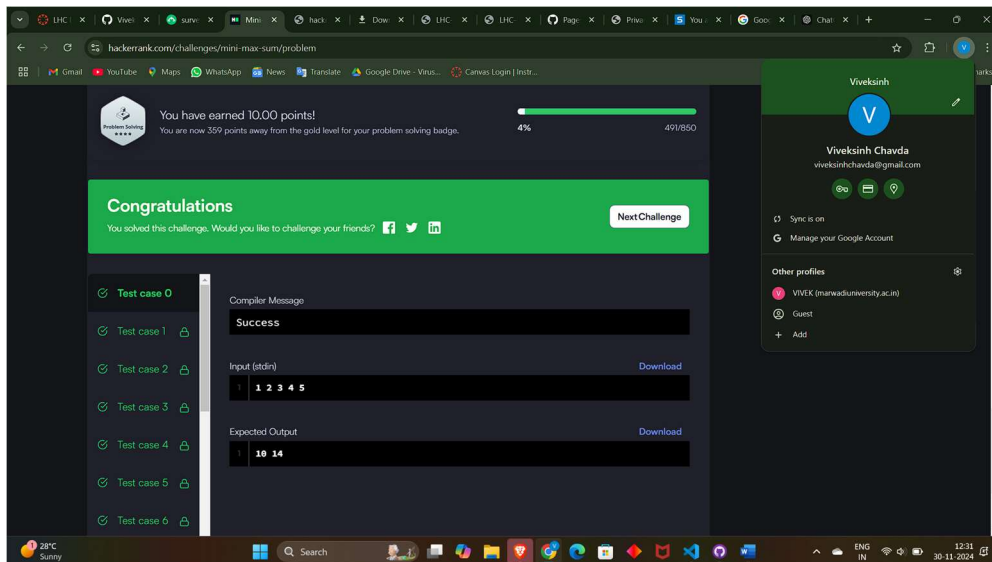 LHC
Vivel
surve
Mini
hack
Dow
LHC
LHC
Page
Priva
You
Goo
Chat
hackerrank.com/challenges/mini-max-sum/problem
Gmail
YouTube
Maps
WhatsApp
News
Translate
Google Drive - Virus...
Canvas Login | Instr...
Problem Solving
You have earned 10.00 points!
You are now 359 points away from the gold level for your problem solving badge.
4%
491/850
Congratulations
You solved this challenge. Would you like to challenge your friends?
Next Challenge
Test case 0
Test case 1
Test case 2
Test case 3
Test case 4
Test case 5
Test case 6
Compiler Message
Success
Input (stdin)
Download
1
1 2 3 4 5
Expected Output
Download
1
10 14
Viveksinh
V
Viveksinh Chavda
viveksinhchavda@gmail.com
Sync is on
Manage your Google Account
Other profiles
V
VIVEK (marwadiuniversity.ac.in)
Guest
Add
1
28°C
Sunny
Search
ENG
IN
12:31
30-11-2024